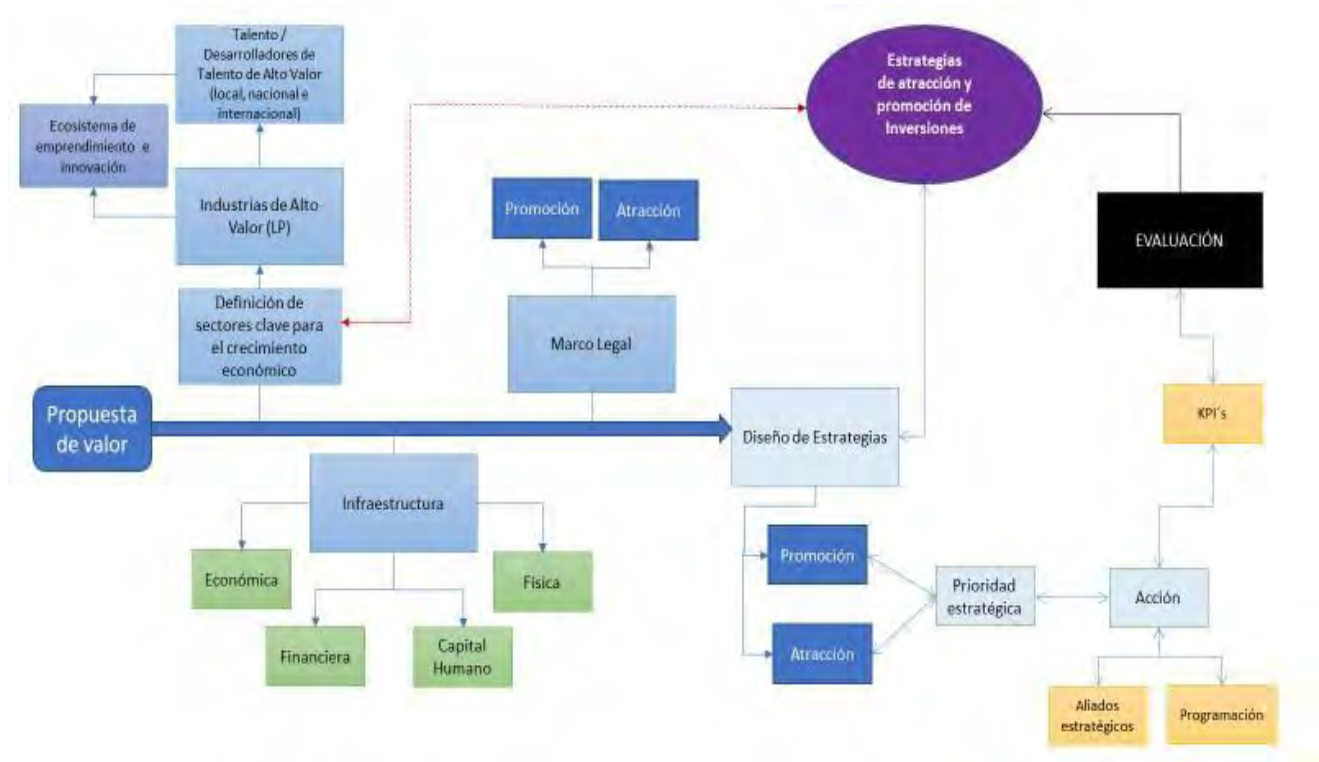 Talento /
Desarrolladores de
Talento de Alto Valor
(local, nacional e
internacional)
Ecosistema de
emprendimiento e
innovación
Industrias de Alto
Valor (LP)
Definición de
sectores clave para
el crecimiento
económico
Propuesta
de valor
Promoción
Atracción
Marco Legal
Estrategias
de atracción y
promoción de
Inversiones
EVALUACIÓN
KPI´s
Diseño de Estrategias
Infraestructura
Económica
Financiera
Capital
Humano
Física
Promoción
Atracción
Prioridad
estratégica
Acción
Aliados
estratégicos
Programación